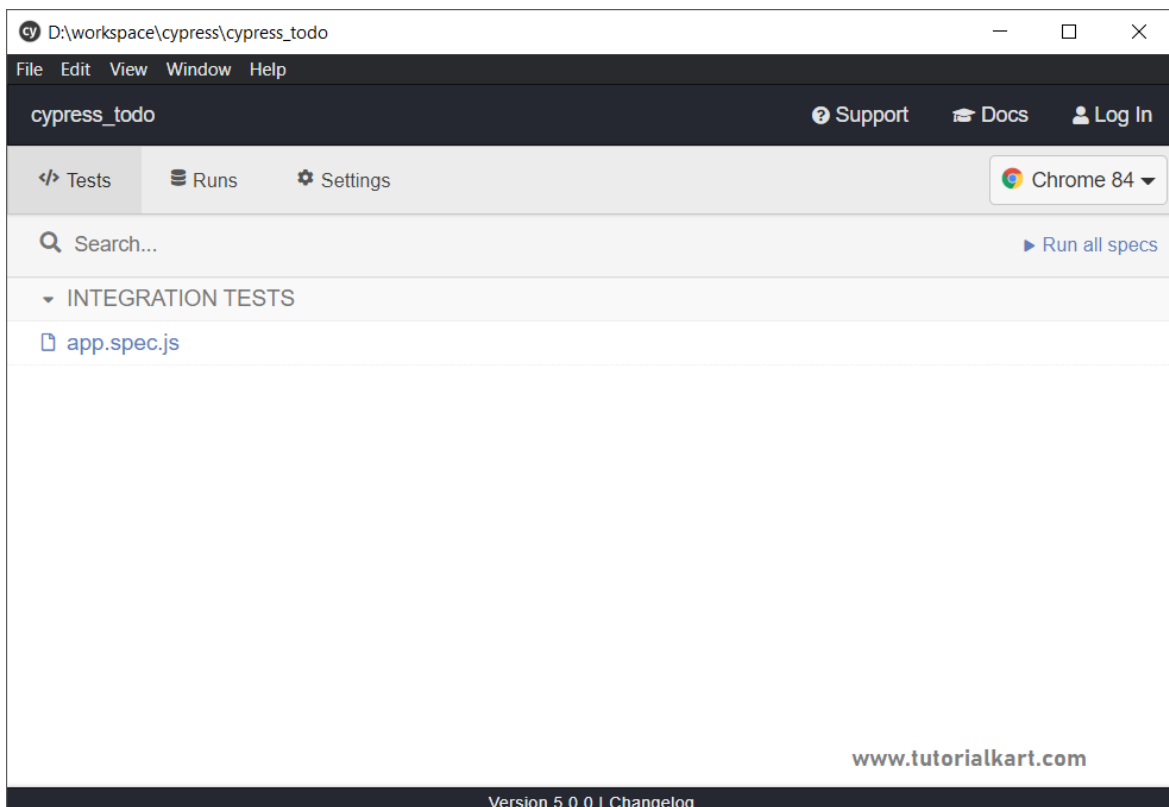 cy D:\workspace\cypress\cypress_todo
File Edit View Window Help
cypress_todo Support Docs Log In
</> Tests Runs Settings Chrome 84
Search... Run all specs
INTEGRATION TESTS
app.spec.js
www.tutorialkart.com
Version 5.0.0 | Changelog